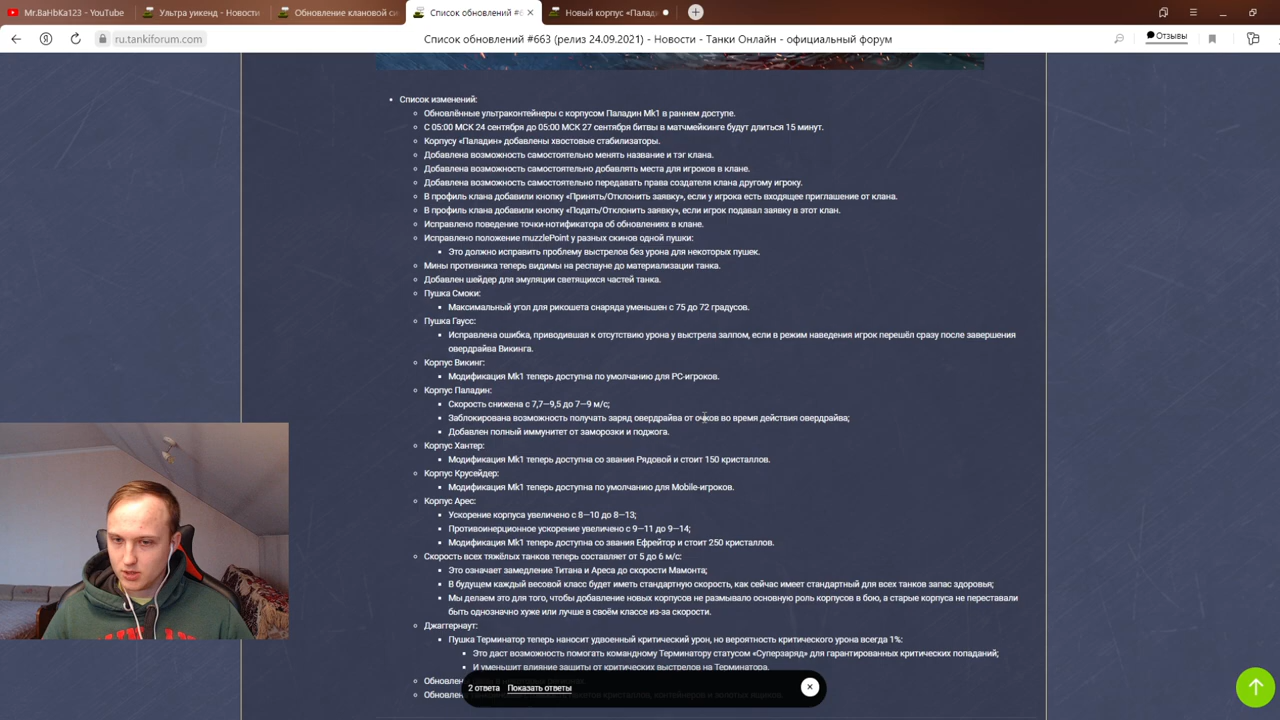 Mr.BaHbKa123 - YouTube
Ультра уикенд - Новости
Обновление клановой си
Список обновлений #6
Новый корпус «Палад
ru.tankiforum.com
Список обновлений #663 (релиз 24.09.2021) - Новости - Танки Онлайн - официальный форум
Отзывы
Список изменений:
Обновлённые ультраконтейнеры с корпусом Паладин Mk1 в раннем доступе.
С 05:00 МСК 24 сентября до 05:00 МСК 27 сентября битвы в матчмейкинге будут длиться 15 минут.
Корпусу «Паладин» добавлены хвостовые стабилизаторы.
Добавлена возможность самостоятельно менять название и тэг клана.
Добавлена возможность самостоятельно добавлять места для игроков в клане.
Добавлена возможность самостоятельно передавать права создателя клана другому игроку.
В профиль клана добавили кнопку «Принять/Отклонить заявку», если у игрока есть входящее приглашение от клана.
В профиль клана добавили кнопку «Подать/Отклонить заявку», если игрок подавал заявку в этот клан.
Исправлено поведение точки-нотификатора об обновлениях в клане.
Исправлено положение muzzlePoint у разных скинов одной пушки:
Это должно исправить проблему выстрелов без урона для некоторых пушек.
Мины противника теперь видимы на респауне до материализации танка.
Добавлен шейдер для эмуляции светящихся частей танка.
Пушка Смоки:
Максимальный угол для рикошета снаряда уменьшен с 75 до 72 градусов.
Пушка Гаусс:
Исправлена ошибка, приводившая к отсутствию урона у выстрела залпом, если в режим наведения игрок перешёл сразу после завершения
овердрайва Викинга.
Корпус Викинг:
Модификация Mk1 теперь доступна по умолчанию для PC-игроков.
Корпус Паладин:
Скорость снижена с 7,7—9,5 до 7—9 м/с;
Заблокирована возможность получать заряд овердрайва от очков во время действия овердрайва;
Добавлен полный иммунитет от заморозки и поджога.
Корпус Хантер:
Модификация Mk1 теперь доступна со звания Рядовой и стоит 150 кристаллов.
Корпус Крусейдер:
Модификация Mk1 теперь доступна по умолчанию для Mobile-игроков.
Корпус Арес:
Ускорение корпуса увеличено с 8—10 до 8—13;
Противоинерционное ускорение увеличено с 9—11 до 9—14;
Модификация Mk1 теперь доступна со звания Ефрейтор и стоит 250 кристаллов.
Скорость всех тяжёлых танков теперь составляет от 5 до 6 м/с:
Это означает замедление Титана и Ареса до скорости Мамонта;
В будущем каждый весовой класс будет иметь стандартную скорость, как сейчас имеет стандартный для всех танков запас здоровья;
Мы делаем это для того, чтобы добавление новых корпусов не размывало основную роль корпусов в бою, а старые корпуса не переставали
быть однозначно хуже или лучше в своём классе из-за скорости.
Джаггернаут:
Пушка Терминатор теперь наносит удвоенный критический урон, но вероятность критического урона всегда 1%:
Это даст возможность помогать командному Терминатору статусом «Суперзаряд» для гарантированных критических попаданий;
И уменьшит влияние защиты от критических выстрелов на Терминатора.
2 ответа Показать ответы